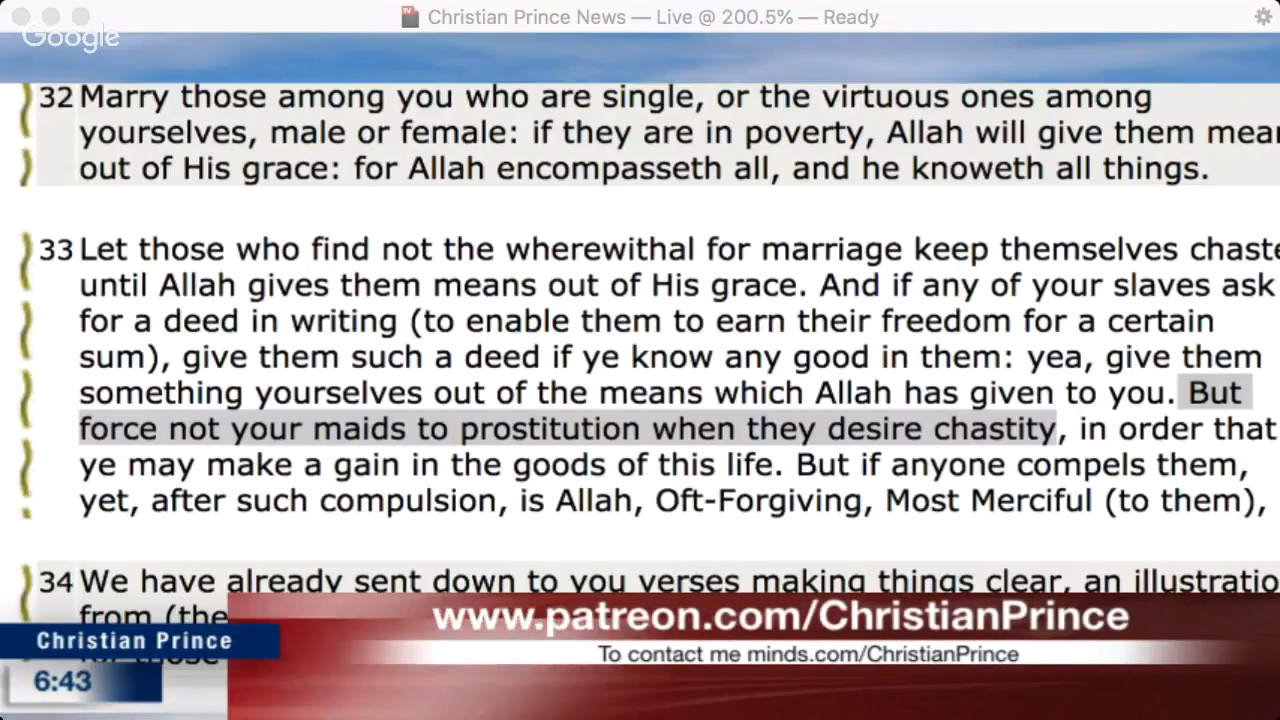 Christian Prince News — Live @ 200.5% — Ready
Google
32 Marry those among you who are single, or the virtuous ones among
yourselves, male or female: if they are in poverty, Allah will give them mean
out of His grace: for Allah encompasseth all, and he knoweth all things.
33 Let those who find not the wherewithal for marriage keep themselves chaste
until Allah gives them means out of His grace. And if any of your slaves ask
for a deed in writing (to enable them to earn their freedom for a certain
sum), give them such a deed if ye know any good in them: yea, give them
something yourselves out of the means which Allah has given to you. But
force not your maids to prostitution when they desire chastity, in order that
ye may make a gain in the goods of this life. But if anyone compels them,
yet, after such compulsion, is Allah, Oft-Forgiving, Most Merciful (to them),
34 We have already sent down to you verses making things clear, an illustratio
from (the
www.patreon.com/ChristianPrince
Christian Prince
To contact me minds.com/ChristianPrince
for those
6:43